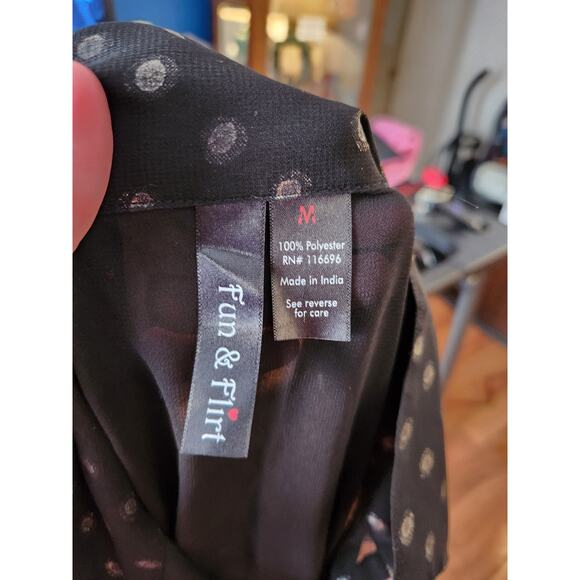 Fun & Flirt
M
100% Polyester
RN# 116696
Made in India
See reverse
for care